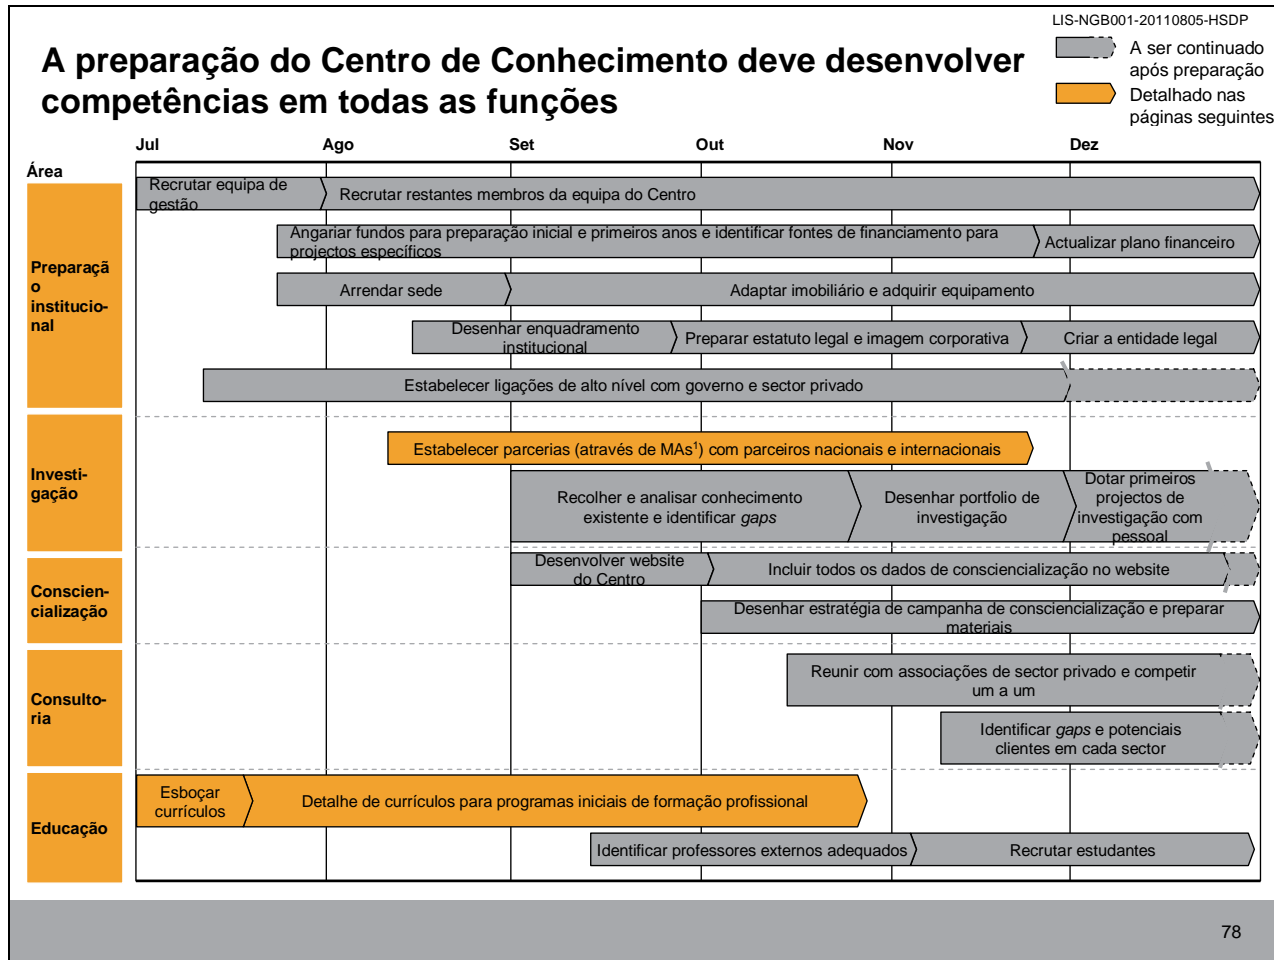 LIS-NGB001-20110805-HSDP
A preparação do Centro de Conhecimento deve desenvolver
competências em todas as funções
A ser continuado
após preparação
Detalhado nas
páginas seguintes
Jul
Ago
Set
Out
Nov
Dez
Área
Preparaçã
o
institucio-
nal
Recrutar equipa de
gestão
Recrutar restantes membros da equipa do Centro
Angariar fundos para preparação inicial e primeiros anos e identificar fontes de financiamento para
projectos específicos
Actualizar plano financeiro
Arrendar sede
Adaptar imobiliário e adquirir equipamento
Desenhar enquadramento
institucional
Preparar estatuto legal e imagem corporativa
Criar a entidade legal
Estabelecer ligações de alto nível com governo e sector privado
Investi-
gação
Estabelecer parcerias (através de MAs¹) com parceiros nacionais e internacionais
Recolher e analisar conhecimento
existente e identificar gaps
Desenhar portfolio de
investigação
Dotar primeiros
projectos de
investigação com
pessoal
Conscien-
cialização
Desenvolver website
do Centro
Incluir todos os dados de consciencialização no website
Desenhar estratégia de campanha de consciencialização e preparar
materiais
Consulto-
ria
Reunir com associações de sector privado e competir
um a um
Identificar gaps e potenciais
clientes em cada sector
Educação
Esboçar
currículos
Detalhe de currículos para programas iniciais de formação profissional
Identificar professores externos adequados
Recrutar estudantes
78